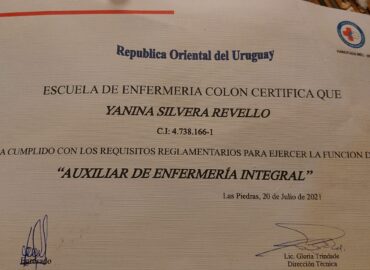 Republica Oriental del Uruguay
ESCUELA DE ENFERMERIA COLON CERTIFICA QUE
YANINA SILVERA REVELLO
C.I: 4.738.166-1
A CUMPLIDO CON LOS REQUISITOS REGLAMENTARIOS PARA EJERCER LA FUNCION D
“AUXILIAR DE ENFERMERÍA INTEGRAL”
Las Piedras, 20 de Julio de 2021
Lic. Gloria Trindade
Dirección Técnica